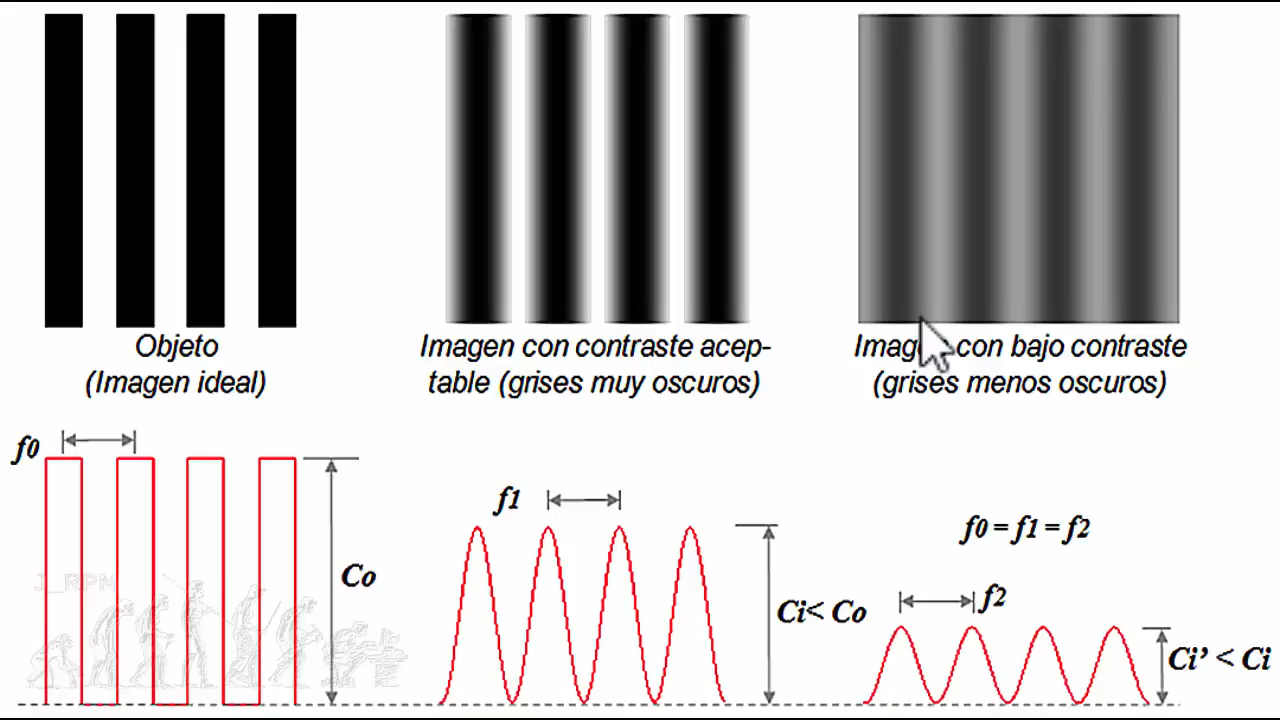 Objeto
(Imagen ideal)
Imagen con contraste acep-
table (grises muy oscuros)
con bajo contraste
(grises menos oscuros)
f0
Co
f1
Ci< Co
f0 = f1 = f2
f2
Ci' < Ci
J_RPM